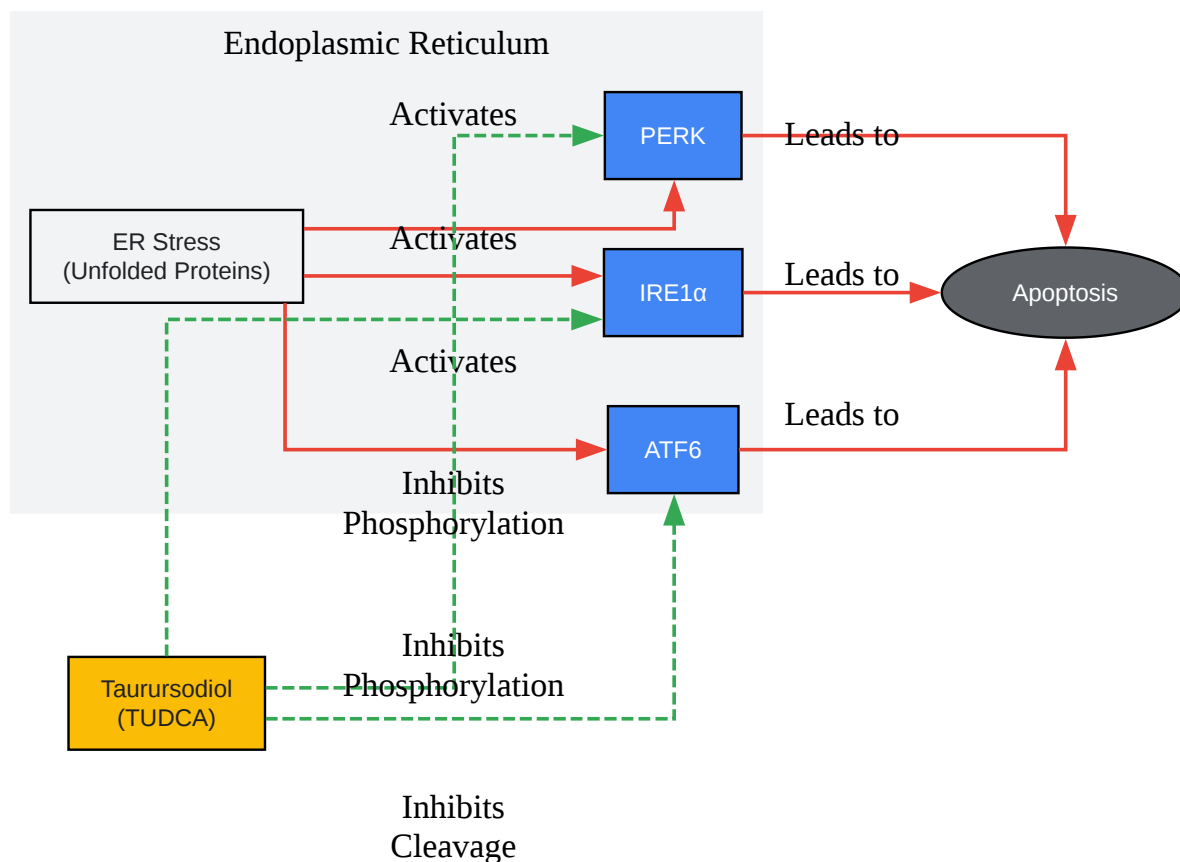 Endoplasmic Reticulum
Activates
PERK
Leads to
ER Stress
(Unfolded Proteins)
Activates
IRE1α
Leads to
Apoptosis
Activates
Leads to
ATF6
Inhibits
Phosphorylation
Inhibits
Phosphorylation
Taurursodiol
(TUDCA)
Inhibits
Cleavage